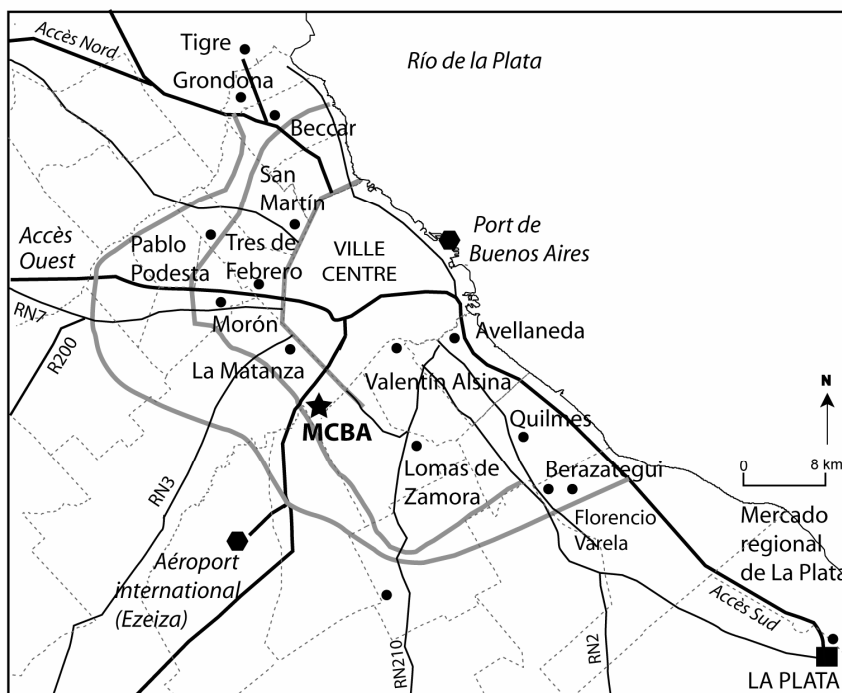 Accès Nord
Tigre
Grondona
Beccar
Río de la Plata
San
Martín
Accès
Ouest
Pablo
Podesta
Tres de
Febrero
VILLE
CENTRE
Port de
Buenos Aires
RN7
R200
Morón
La Matanza
Avellaneda
Valentín Alsina
MCBA
Quilmes
N
0 8 km
Lomas de
Zamora
Berazategui
Florencio
Varela
RN3
Mercado
regional
de La Plata
Aéroport
international
(Ezeiza)
Accès Sud
RN210
RN2
LA PLATA